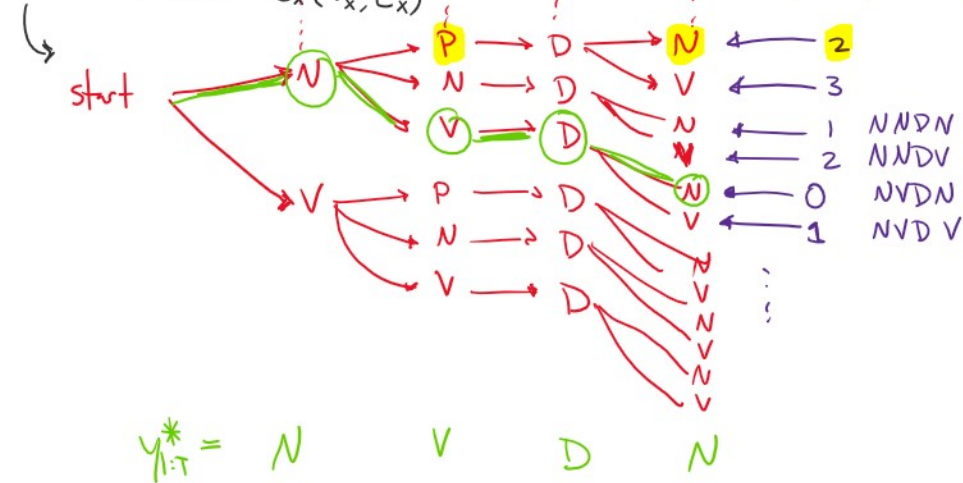 P D N 2
start N N D V 3
N 1 NNDN
V D V 2 NNDV
V P D N 0 NVDN
V 1 NVDV
N D N
V D V
N
V
N
V
y*1:T = N V D N